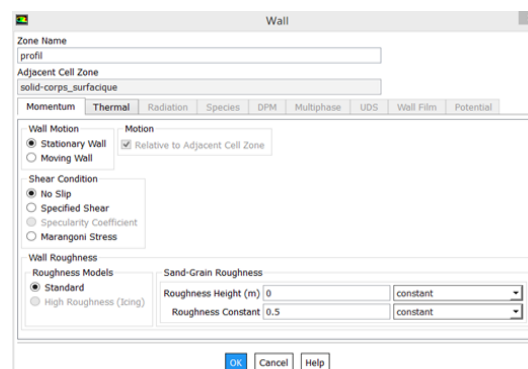 Wall
Zone Name
profil
Adjacent Cell Zone
solid-corps_surfacique
Momentum Thermal Radiation Species DPM Multiphase UDS Wall Film Potential
Wall Motion Motion
Stationary Wall Relative to Adjacent Cell Zone
Moving Wall
Shear Condition
No Slip
Specified Shear
Specularity Coefficient
Marangoni Stress
Wall Roughness
Roughness Models Sand-Grain Roughness
Standard Roughness Height (m) 0 constant
High Roughness (Icing) Roughness Constant 0.5 constant
OK Cancel Help